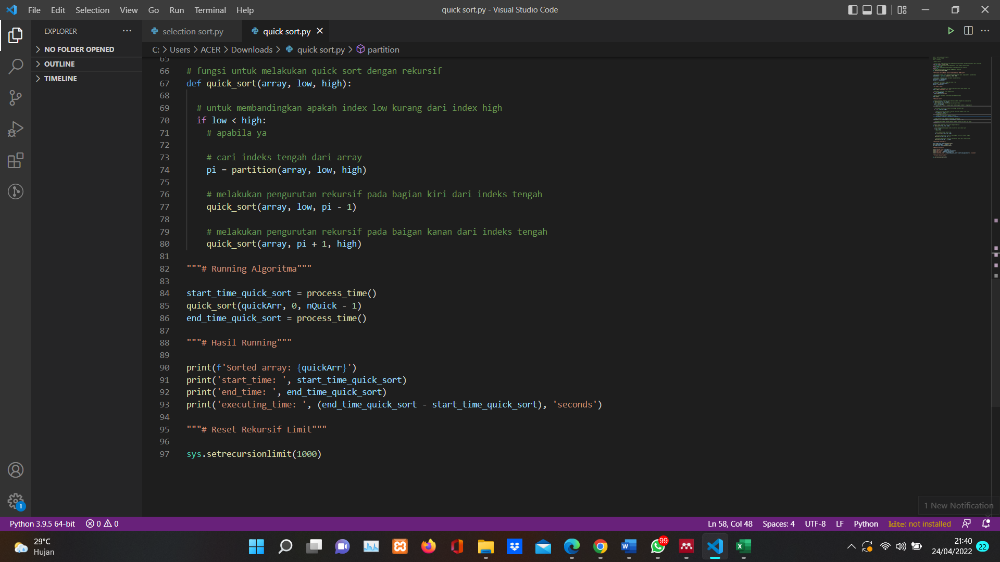 File Edit Selection View Go Run Terminal Help
quick sort.py - Visual Studio Code
EXPLORER
NO FOLDER OPENED
OUTLINE
TIMELINE
selection sort.py
quick sort.py
C: > Users > ACER > Downloads > quick sort.py > partition
65
66 # fungsi untuk melakukan quick sort dengan rekursif
67 def quick_sort(array, low, high):
68
69 # untuk membandingkan apakah index low kurang dari index high
70 if low < high:
71 # apabila ya
72
73 # cari indeks tengah dari array
74 pi = partition(array, low, high)
75
76 # melakukan pengurutan rekursif pada bagian kiri dari indeks tengah
77 quick_sort(array, low, pi - 1)
78
79 # melakukan pengurutan rekursif pada baigan kanan dari indeks tengah
80 quick_sort(array, pi + 1, high)
81
82 """# Running Algoritma"""
83
84 start_time_quick_sort = process_time()
85 quick_sort(quickArr, 0, nQuick - 1)
86 end_time_quick_sort = process_time()
87
88 """# Hasil Running"""
89
90 print(f'Sorted array: {quickArr}')
91 print('start_time: ', start_time_quick_sort)
92 print('end_time: ', end_time_quick_sort)
93 print('executing_time: ', (end_time_quick_sort - start_time_quick_sort), 'seconds')
94
95 """# Reset Rekursif Limit"""
96
97 sys.setrecursionlimit(1000)
1 New Notification
1
Python 3.9.5 64-bit 0 0
Ln 58, Col 48 Spaces: 4 UTF-8 LF Python kite: not installed
29°C
Hujan
99
21:40
24/04/2022
22